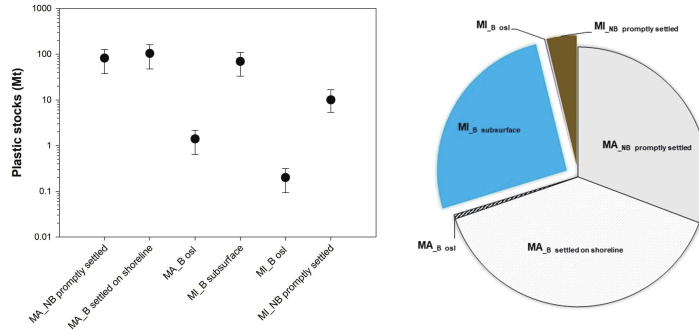 Plastic stocks (Mt)
1000
100
10
1
0.1
0.01
MA_NB promptly settled
MA_B settled on shoreline
MA_B osl
MI_B subsurface
MI_B osl
MI_NB promptly settled
MI_B osl
MI_NB promptly settled
MI_B subsurface
MA_NB promptly settled
MA_B osl
MA_B settled on shoreline